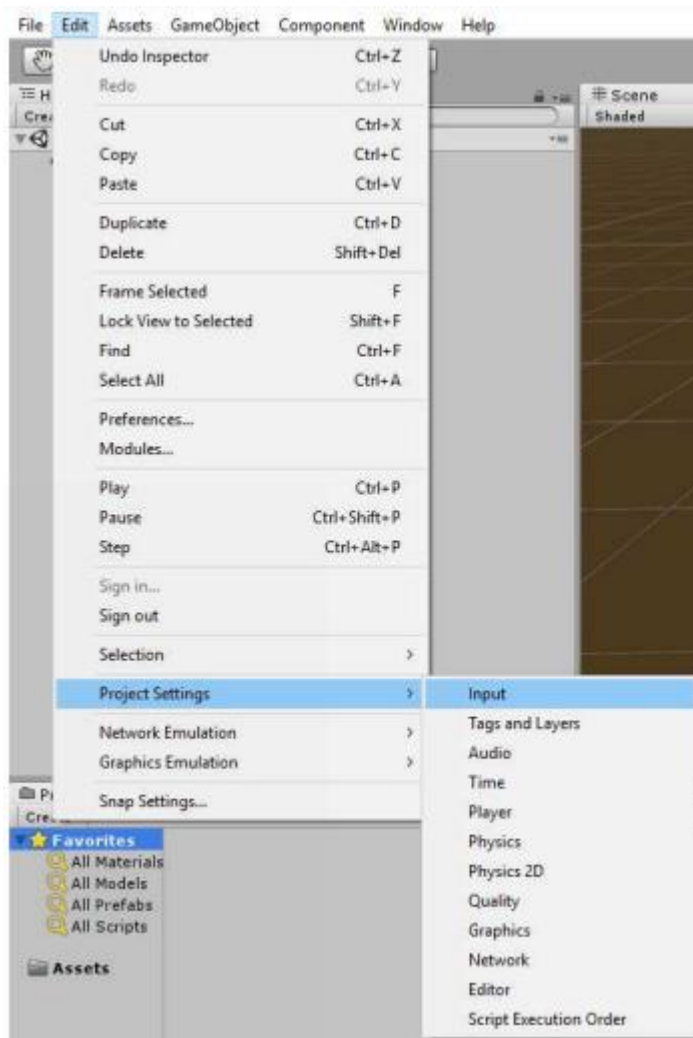 File Edit Assets GameObject Component Window Help
Undo Inspector Ctrl+Z
Redo Ctrl+Y
Cut Ctrl+X
Copy Ctrl+C
Paste Ctrl+V
Duplicate Ctrl+D
Delete Shift+Del
Frame Selected F
Lock View to Selected Shift+F
Find Ctrl+F
Select All Ctrl+A
Preferences...
Modules...
Play Ctrl+P
Pause Ctrl+Shift+P
Step Ctrl+Alt+P
Sign in...
Sign out
Selection
Project Settings
Network Emulation
Graphics Emulation
Snap Settings...
Input
Tags and Layers
Audio
Time
Player
Physics
Physics 2D
Quality
Graphics
Network
Editor
Script Execution Order
Scene
Shaded
Favorites
All Materials
All Models
All Prefabs
All Scripts
Assets